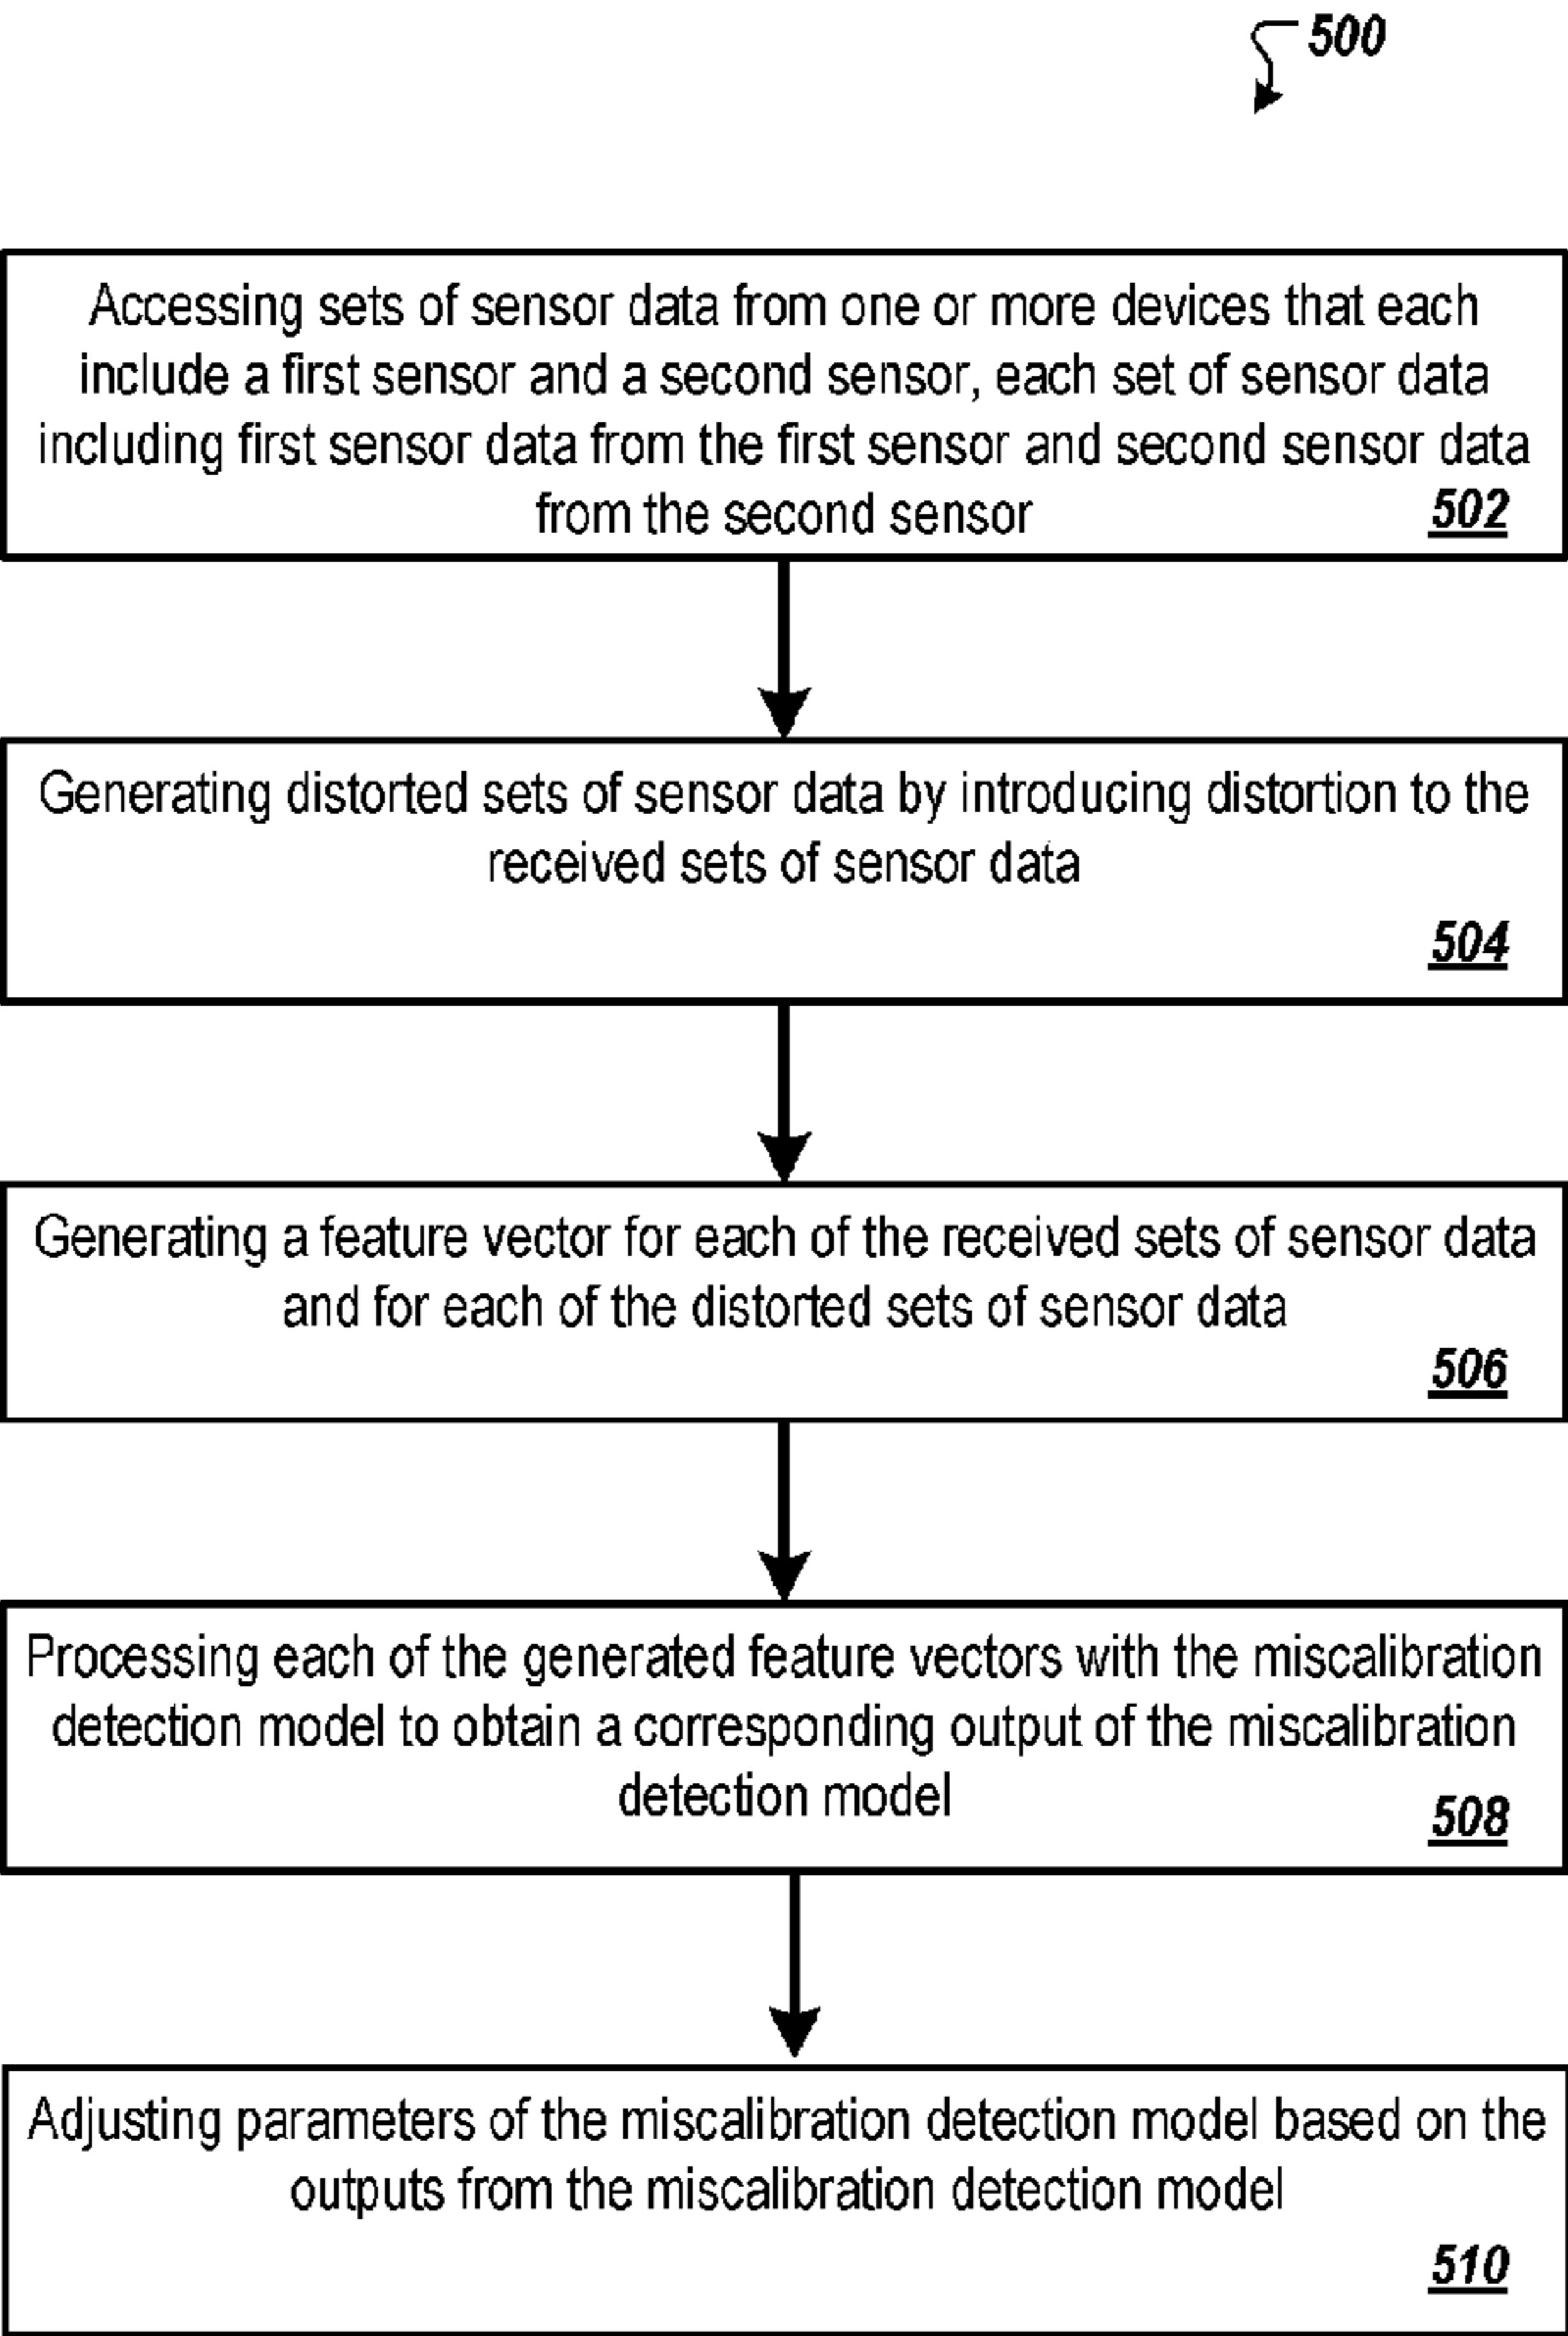 500
Accessing sets of sensor data from one or more devices that each
include a first sensor and a second sensor, each set of sensor data
including first sensor data from the first sensor and second sensor data
from the second sensor
502
Generating distorted sets of sensor data by introducing distortion to the
received sets of sensor data
504
Generating a feature vector for each of the received sets of sensor data
and for each of the distorted sets of sensor data
506
Processing each of the generated feature vectors with the miscalibration
detection model to obtain a corresponding output of the miscalibration
detection model
508
Adjusting parameters of the miscalibration detection model based on the
outputs from the miscalibration detection model
510